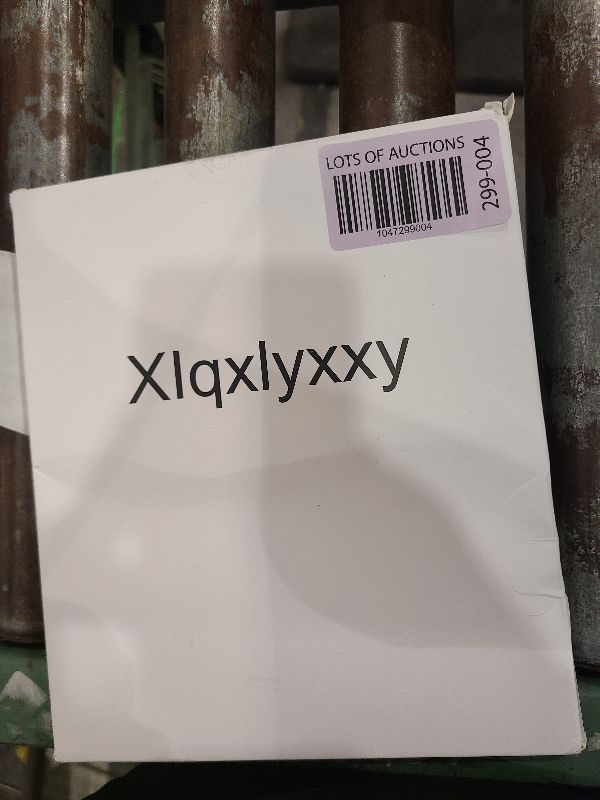 LOTS OF AUCTIONS
299-004
1047299004
Xlqxlyxxy